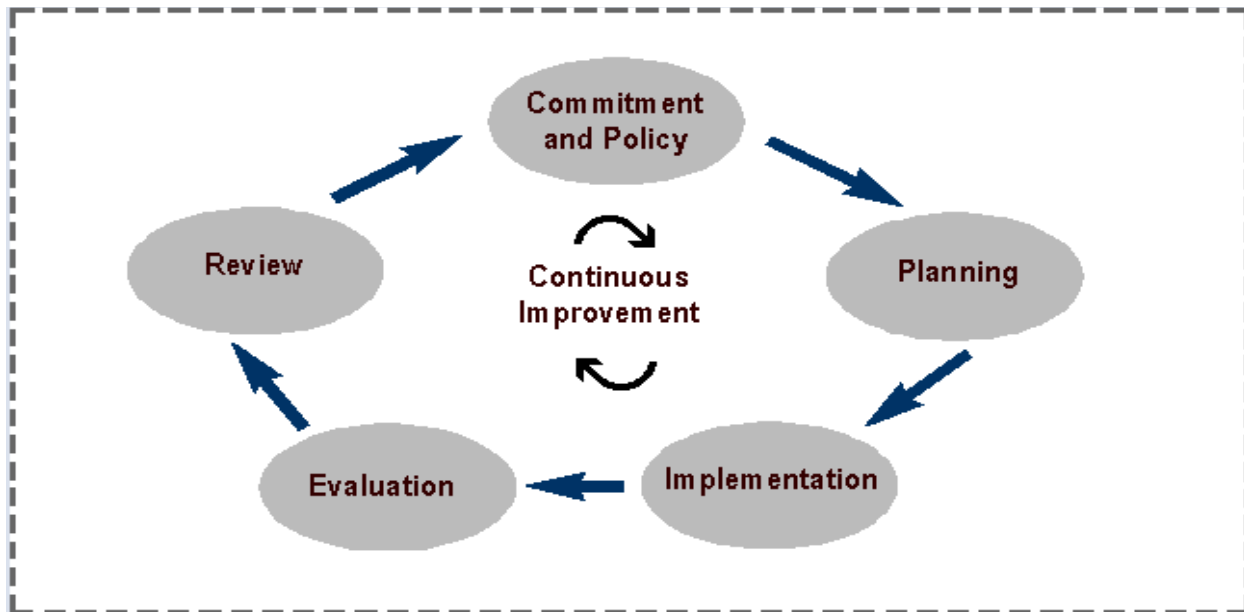 Commitment
and Policy
Planning
Implementation
Evaluation
Review
Continuous
Improvement